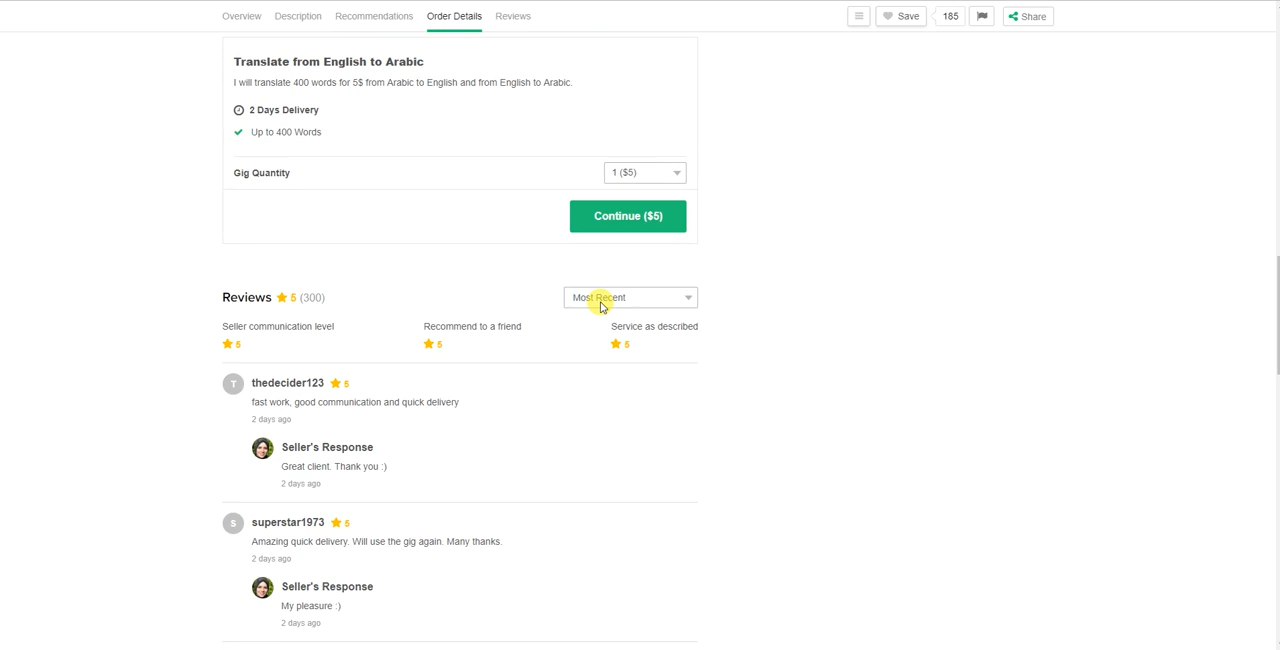 Overview Description Recommendations Order Details Reviews Save 185 Share
Translate from English to Arabic
I will translate 400 words for 5$ from Arabic to English and from English to Arabic.
2 Days Delivery
Up to 400 Words
Gig Quantity 1 ($5)
Continue ($5)
Reviews 5 (300) Most Recent
Seller communication level Recommend to a friend Service as described
5 5 5
T thedecider123 5
fast work, good communication and quick delivery
2 days ago
Seller's Response
Great client. Thank you :)
2 days ago
S superstar1973 5
Amazing quick delivery. Will use the gig again. Many thanks.
2 days ago
Seller's Response
My pleasure :)
2 days ago